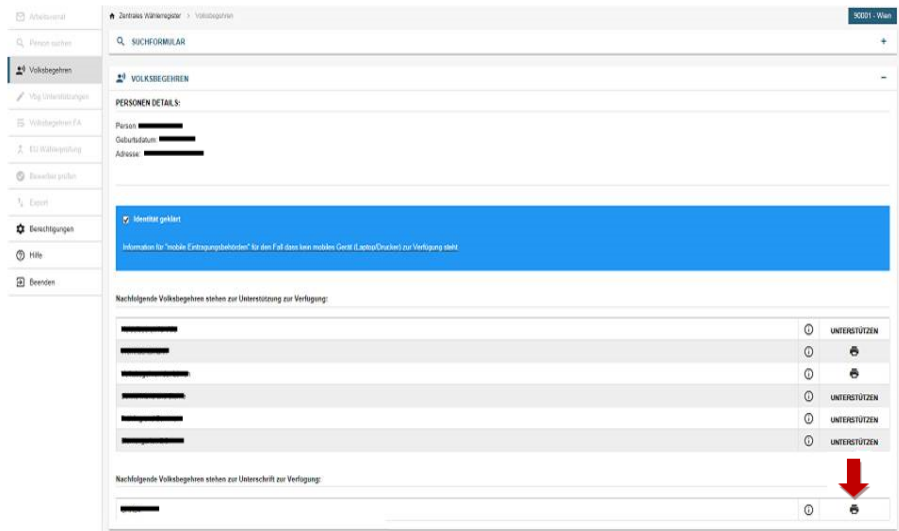 Arbeitsvorrat
Zentrales Wählerregister > Volksbegehren
90001 - Wien
Person suchen
SUCHFORMULAR
+
Volksbegehren
VOLKSBEGEHREN
−
Vbg Unterstützungen
PERSONEN DETAILS:
Volksbegehren FA
Person:
Geburtsdatum:
EU Wählerprüfung
Adresse:
Bewerber prüfen
Export
Identität geklärt
Berechtigungen
Information für "mobile Eintragungsbehörden" für den Fall dass kein mobiles Gerät (Laptop/Drucker) zur Verfügung steht
Hilfe
Beenden
Nachfolgende Volksbegehren stehen zur Unterstützung zur Verfügung:
UNTERSTÜTZEN
UNTERSTÜTZEN
UNTERSTÜTZEN
UNTERSTÜTZEN
Nachfolgende Volksbegehren stehen zur Unterschrift zur Verfügung: